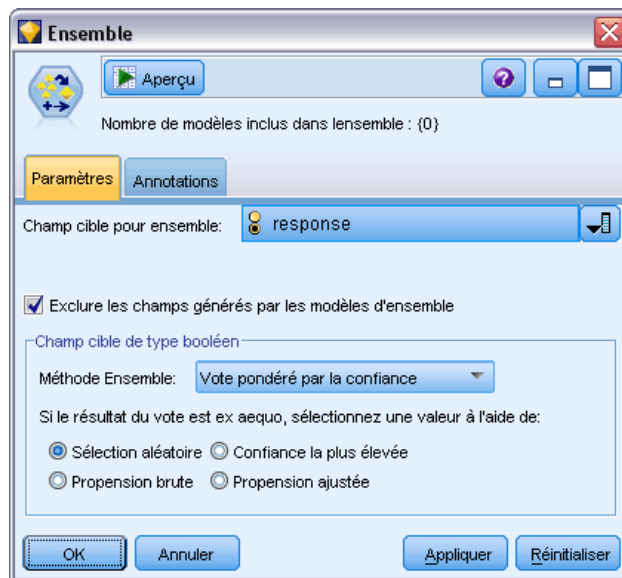 Ensemble
Aperçu
Nombre de modèles inclus dans lensemble : {0}
Paramètres Annotations
Champ cible pour ensemble: response
Exclure les champs générés par les modèles d'ensemble
Champ cible de type booléen
Méthode Ensemble: Vote pondéré par la confiance
Si le résultat du vote est ex aequo, sélectionnez une valeur à l'aide de:
Sélection aléatoire Confiance la plus élevée
Propension brute Propension ajustée
OK Annuler Appliquer Réinitialiser